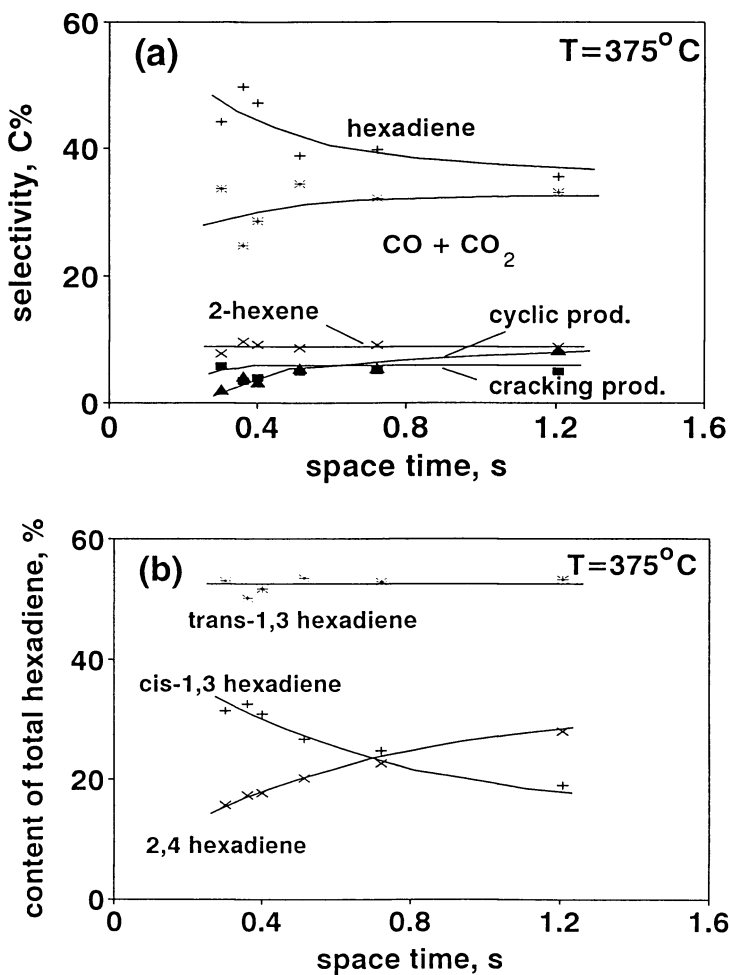 60
(a)
T=375°C
selectivity, C%
40
hexadiene
CO + CO2
20
2-hexene
cyclic prod.
cracking prod.
0
0 0.4 0.8 1.2 1.6
space time, s
60
(b)
T=375°C
content of total hexadiene, %
trans-1,3 hexadiene
40
cis-1,3 hexadiene
20
2,4 hexadiene
0
0 0.4 0.8 1.2 1.6
space time, s